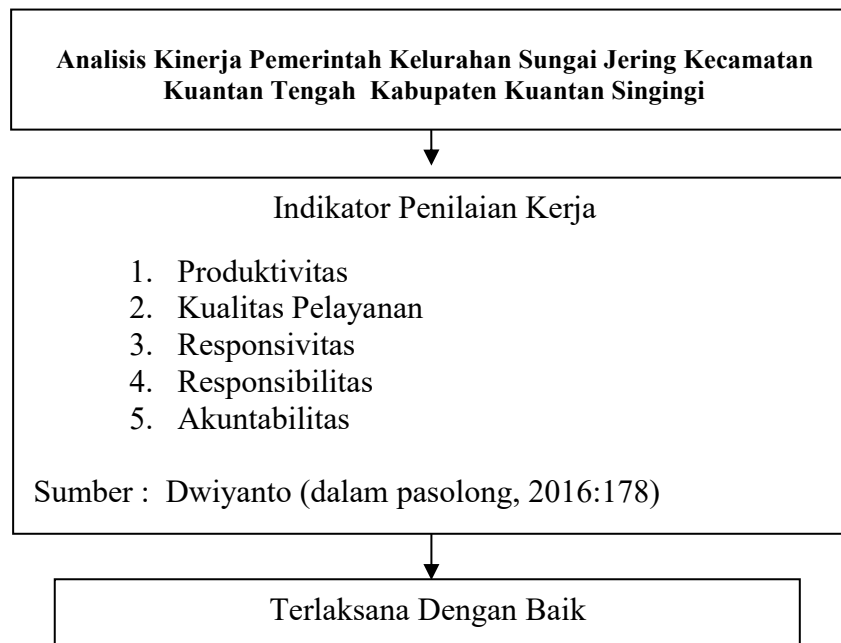 Analisis Kinerja Pemerintah Kelurahan Sungai Jering Kecamatan
Kuantan Tengah Kabupaten Kuantan Singingi
Indikator Penilaian Kerja
1. Produktivitas
2. Kualitas Pelayanan
3. Responsivitas
4. Responsibilitas
5. Akuntabilitas
Sumber : Dwiyanto (dalam pasolong, 2016:178)
Terlaksana Dengan Baik